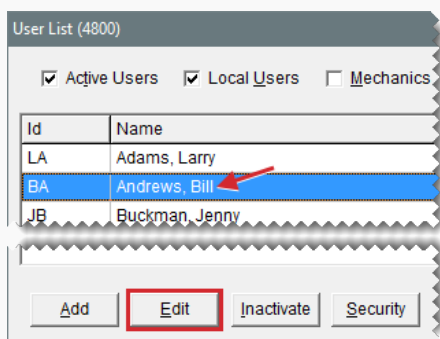 User List (4800)
Active Users Local Users Mechanics
Id Name
LA Adams, Larry
BA Andrews, Bill
JB Buckman, Jenny
Add Edit Inactivate Security